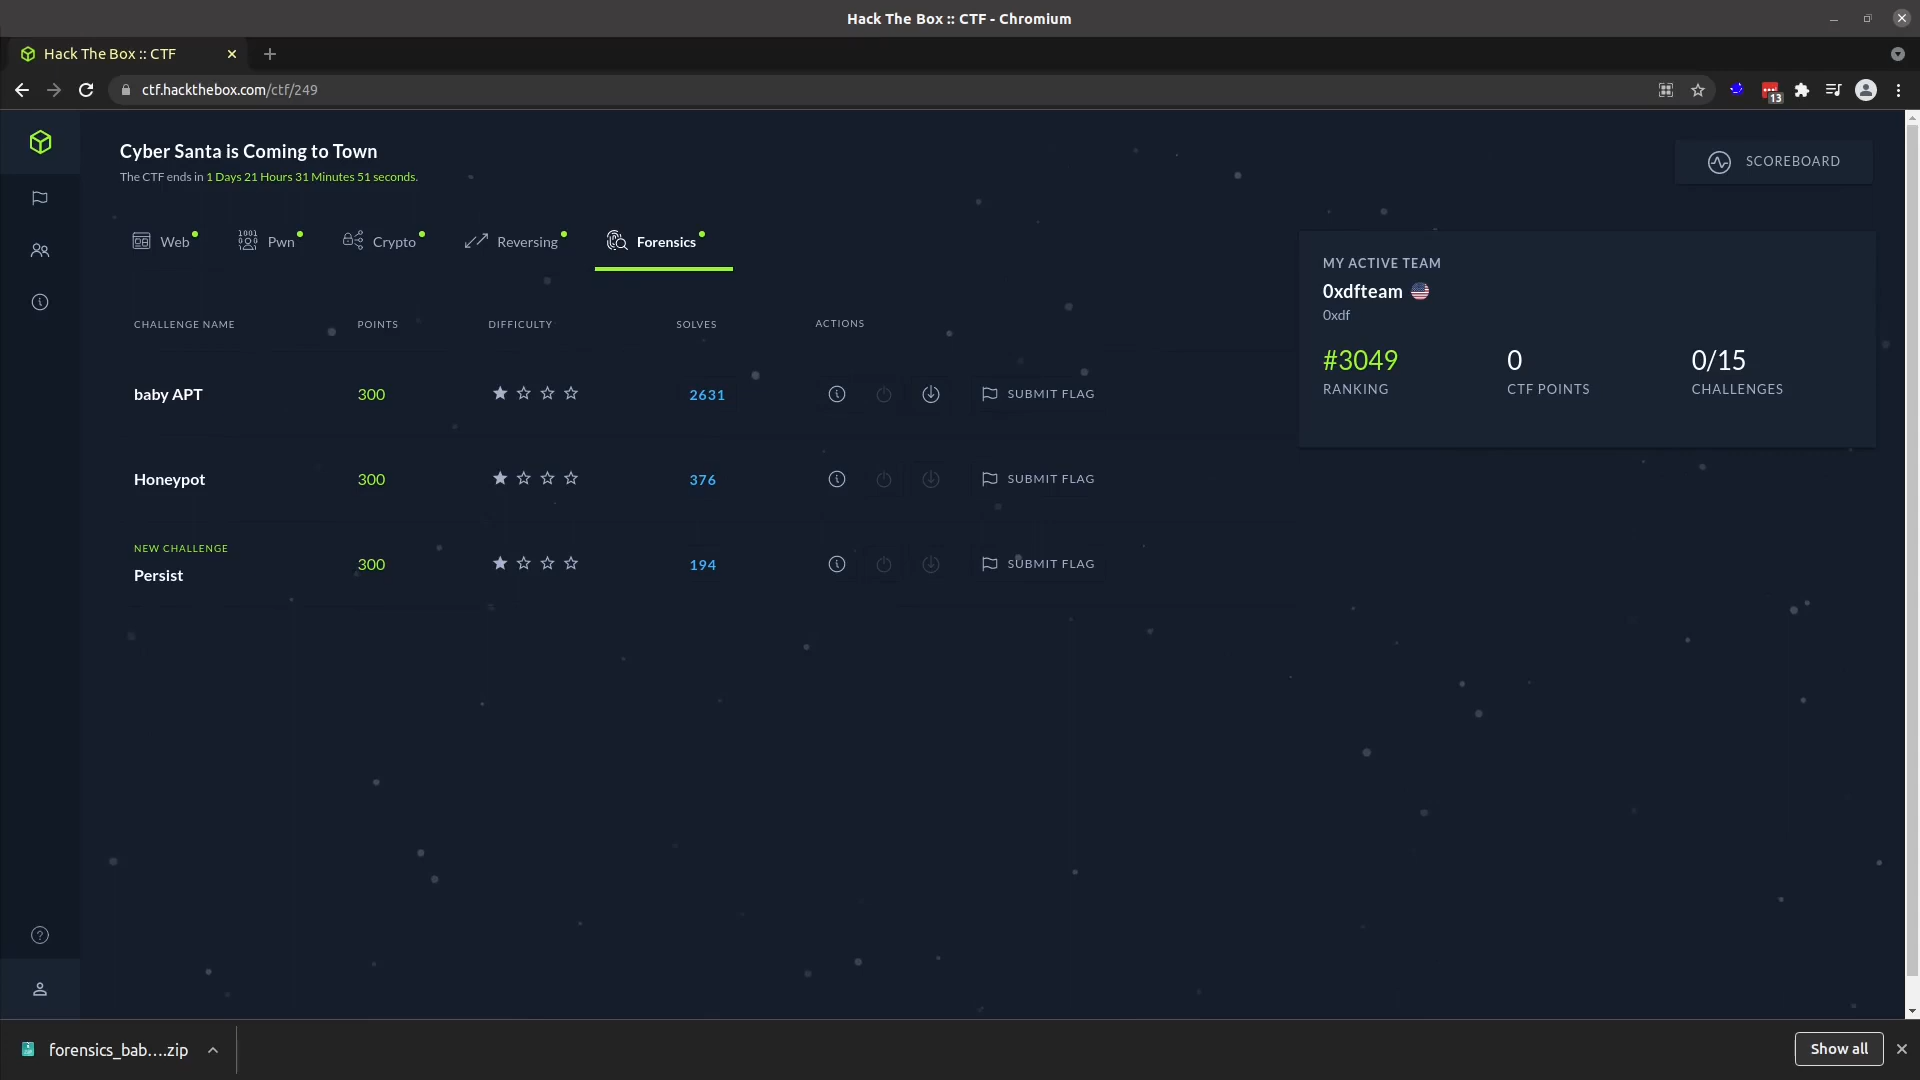 Hack The Box :: CTF - Chromium
Hack The Box :: CTF
ctf.hackthebox.com/ctf/249
13
Cyber Santa is Coming to Town
The CTF ends in 1 Days 21 Hours 31 Minutes 51 seconds.
SCOREBOARD
Web
Pwn
Crypto
Reversing
Forensics
MY ACTIVE TEAM
0xdfteam
0xdf
#3049 0 0/15
RANKING CTF POINTS CHALLENGES
CHALLENGE NAME POINTS DIFFICULTY SOLVES ACTIONS
baby APT 300 2631 SUBMIT FLAG
Honeypot 300 376 SUBMIT FLAG
NEW CHALLENGE
Persist 300 194 SUBMIT FLAG
forensics_bab....zip
Show all